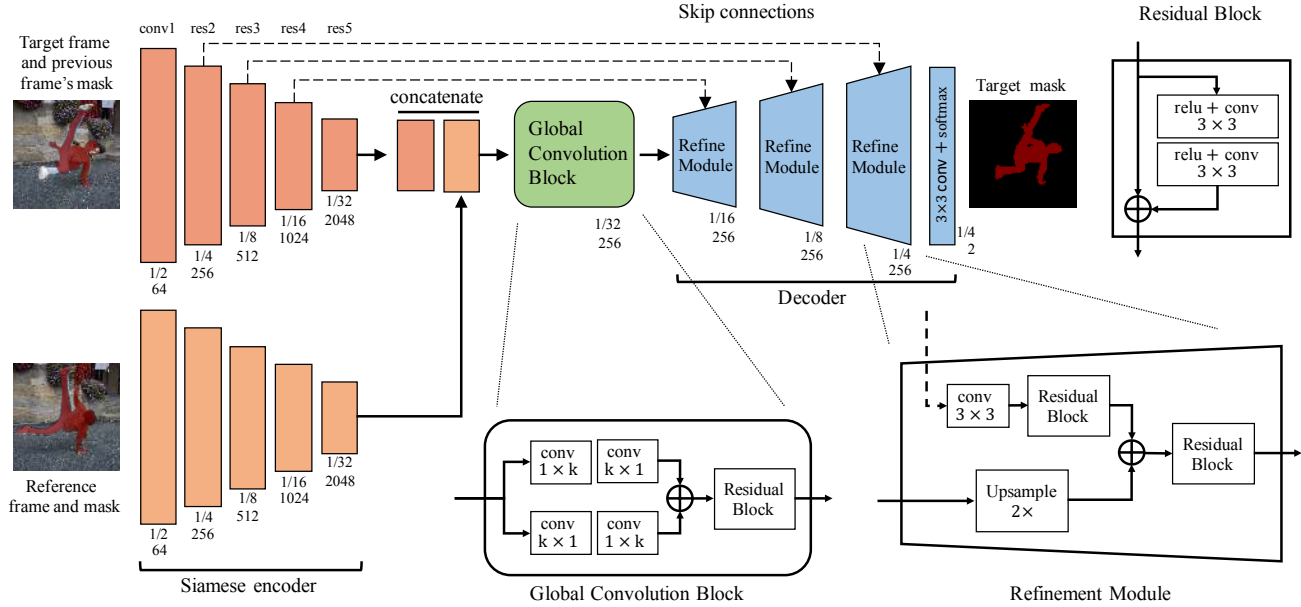 Skip connections
Residual Block
conv1 res2 res3 res4 res5
Target frame
and previous
frame's mask
concatenate
Global
Convolution
Block
Refine
Module
Refine
Module
Refine
Module
3×3 conv + softmax
Target mask
relu + conv
3 × 3
relu + conv
3 × 3
1/2
64
1/4
256
1/8
512
1/16
1024
1/32
2048
1/32
256
1/16
256
1/8
256
1/4
256
1/4
2
Decoder
Reference
frame and mask
1/2
64
1/4
256
1/8
512
1/16
1024
1/32
2048
Siamese encoder
conv
1 × k
conv
k × 1
conv
k × 1
conv
1 × k
Residual
Block
Global Convolution Block
conv
3 × 3
Residual
Block
Upsample
2×
Residual
Block
Refinement Module